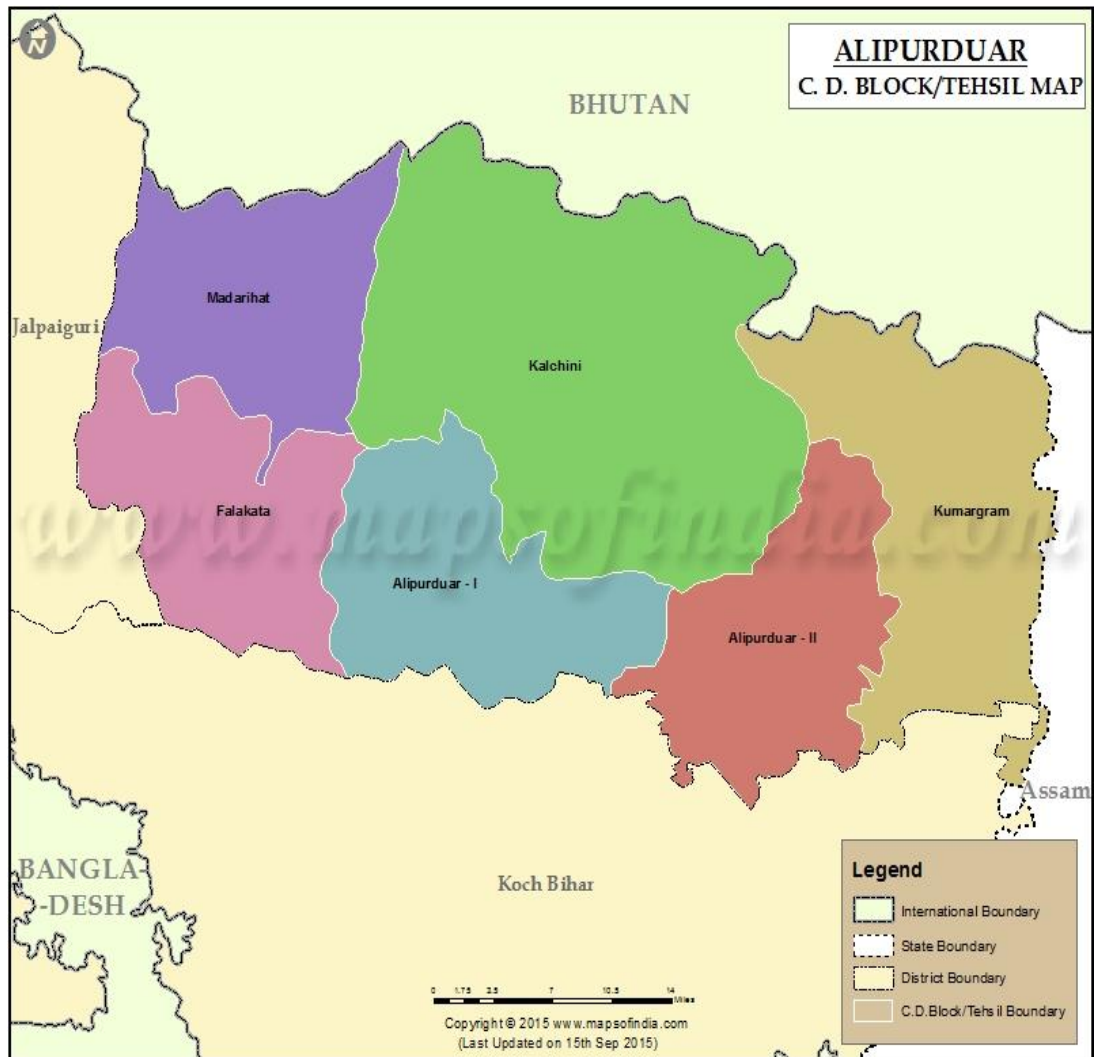 N
ALIPURDUAR
C. D. BLOCK/TEHSIL MAP
BHUTAN
Madarihat
Jalpaiguri
Kalchini
Falakata
Kumargram
www.mapsofindia.com
Alipurduar - I
Alipurduar - II
Assam
BANGLA-
-DESH
Koch Bihar
Legend
International Boundary
State Boundary
District Boundary
C.D.Block/Tehsil Boundary
0 1.75 3.5 7 10.5 14
Miles
Copyright © 2015 www.mapsofindia.com
(Last Updated on 15th Sep 2015)